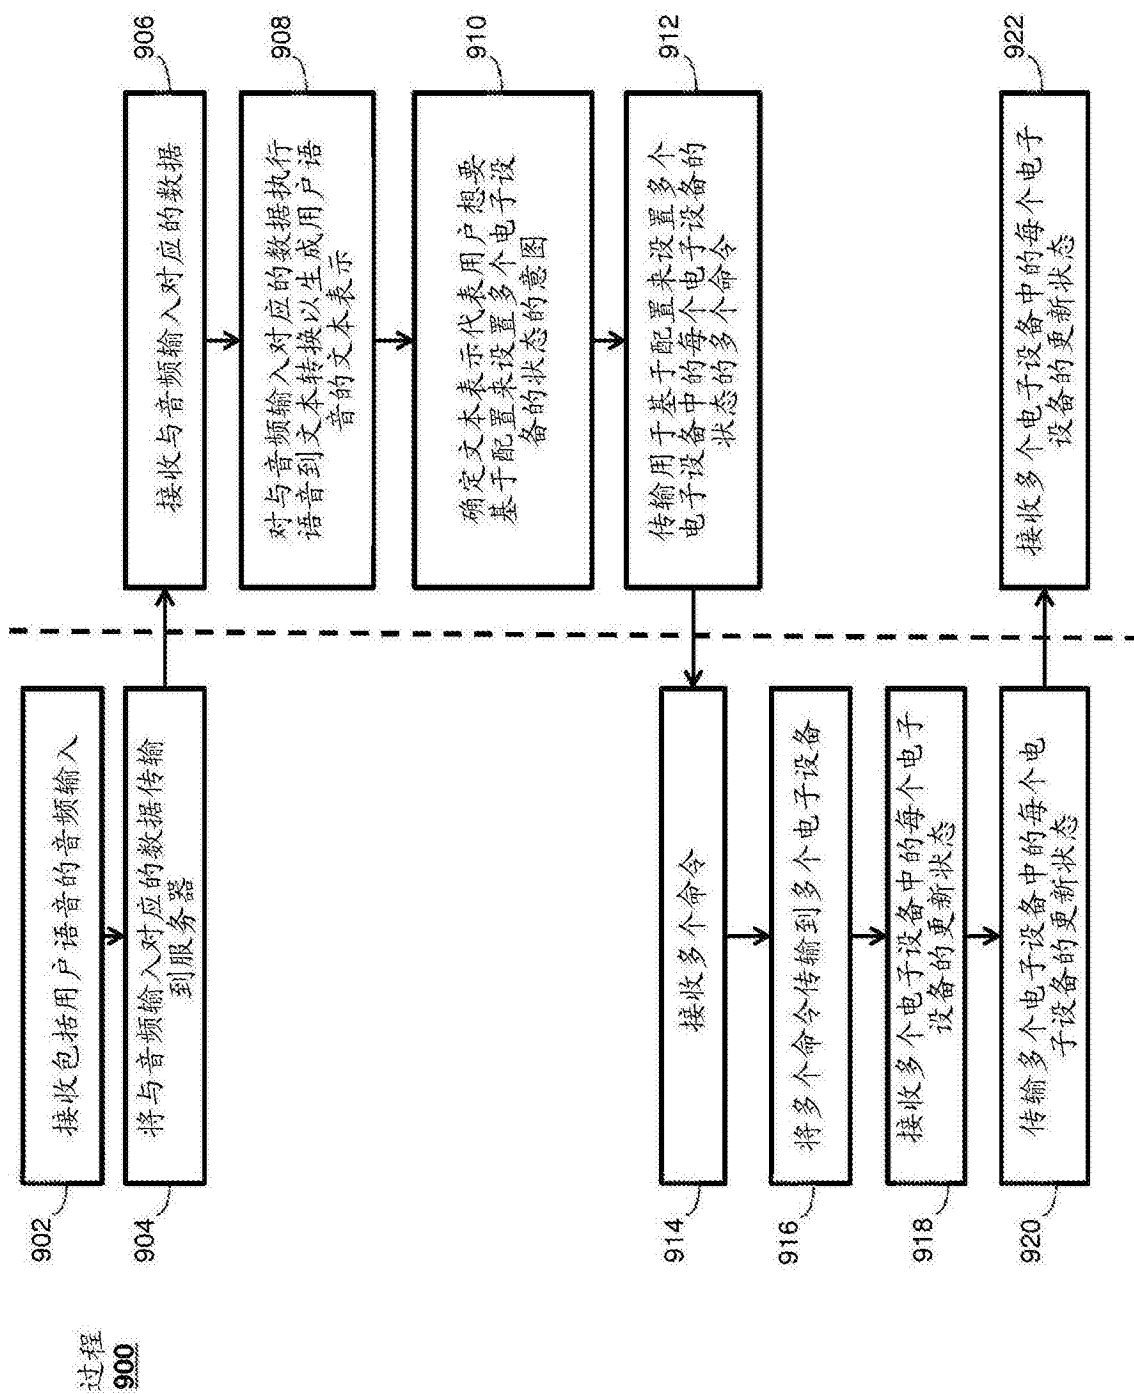 过程
900
902
接收包括用户语音的音频输入
904
将与音频输入对应的数据传输
到服务器
906
接收与音频输入对应的数据
908
对与音频输入对应的数据执行
语音到文本转换以生成用户语
音的文本表示
910
确定文本表示代表用户想要
基于配置来设置多个电子设
备的状态的意图
912
传输用于基于配置来设置多个
电子设备中的每个电子设备的
状态的多个命令
914
接收多个命令
916
将多个命令传输到多个电子设备
918
接收多个电子设备中的每个电子
设备的更新状态
920
传输多个电子设备中的每个电
子设备的更新状态
922
接收多个电子设备中的每个电子
设备的更新状态